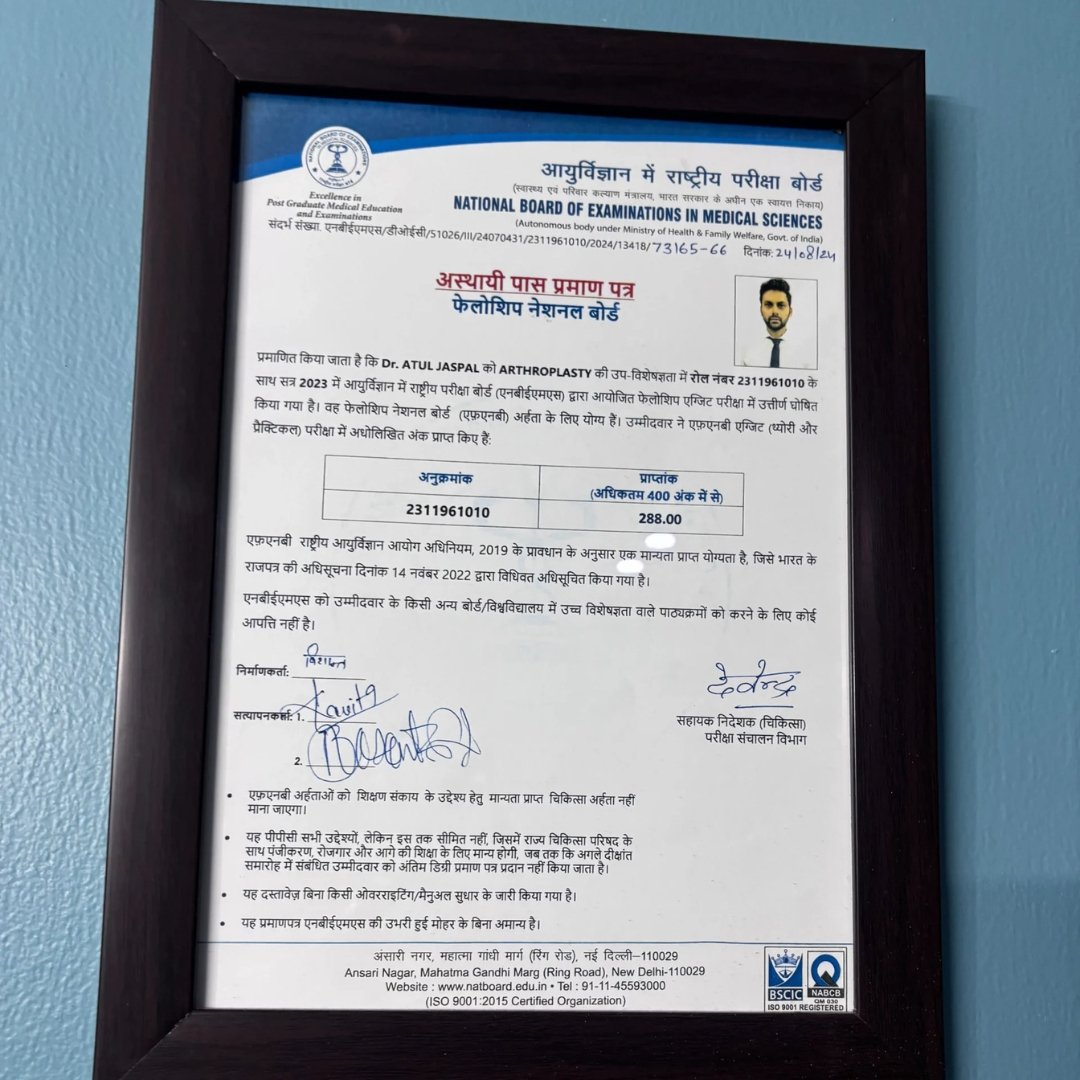 आयुर्विज्ञान में राष्ट्रीय परीक्षा बोर्ड
(स्वास्थ्य एवं परिवार कल्याण मंत्रालय, भारत सरकार के अधीन एक स्वायत्त निकाय)
NATIONAL BOARD OF EXAMINATIONS IN MEDICAL SCIENCES
(Autonomous body under Ministry of Health & Family Welfare, Govt. of India)
Excellence in
Post Graduate Medical Education
and Examinations
संदर्भ संख्या. एनबीईएमएस/डीओईसी/51026/III/24070431/2311961010/2024/13418/73165-66 दिनांक: 24/08/24
अस्थायी पास प्रमाण पत्र
फेलोशिप नेशनल बोर्ड
प्रमाणित किया जाता है कि Dr. ATUL JASPAL को ARTHROPLASTY की उप-विशेषज्ञता में रोल नंबर 2311961010 के
साथ सत्र 2023 में आयुर्विज्ञान में राष्ट्रीय परीक्षा बोर्ड (एनबीईएमएस) द्वारा आयोजित फेलोशिप एग्जिट परीक्षा में उत्तीर्ण घोषित
किया गया है। वह फेलोशिप नेशनल बोर्ड (एफ़एनबी) अर्हता के लिए योग्य हैं। उम्मीदवार ने एफ़एनबी एग्जिट (थ्योरी और
प्रैक्टिकल) परीक्षा में अधोलिखित अंक प्राप्त किए हैं:
अनुक्रमांक
प्राप्तांक
(अधिकतम 400 अंक में से)
2311961010
288.00
एफ़एनबी राष्ट्रीय आयुर्विज्ञान आयोग अधिनियम, 2019 के प्रावधान के अनुसार एक मान्यता प्राप्त योग्यता है, जिसे भारत के
राजपत्र की अधिसूचना दिनांक 14 नवंबर 2022 द्वारा विधिवत अधिसूचित किया गया है।
एनबीईएमएस को उम्मीदवार के किसी अन्य बोर्ड/विश्वविद्यालय में उच्च विशेषज्ञता वाले पाठ्यक्रमों को करने के लिए कोई
आपत्ति नहीं है।
निर्माणकर्ता:
सत्यापनकर्ता: 1. Kavita
2.
देवेन्द्र
सहायक निदेशक (चिकित्सा)
परीक्षा संचालन विभाग
• एफ़एनबी अर्हताओं को शिक्षण संकाय के उद्देश्य हेतु मान्यता प्राप्त चिकित्सा अर्हता नहीं
माना जाएगा।
• यह पीपीसी सभी उद्देश्यों, लेकिन इस तक सीमित नहीं, जिसमें राज्य चिकित्सा परिषद के
साथ पंजीकरण, रोजगार और आगे की शिक्षा के लिए मान्य होगी, जब तक कि अगले दीक्षांत
समारोह में संबंधित उम्मीदवार को अंतिम डिग्री प्रमाण पत्र प्रदान नहीं किया जाता है।
• यह दस्तावेज़ बिना किसी ओवरराइटिंग/मैनुअल सुधार के जारी किया गया है।
• यह प्रमाणपत्र एनबीईएमएस की उभरी हुई मोहर के बिना अमान्य है।
अंसारी नगर, महात्मा गांधी मार्ग (रिंग रोड), नई दिल्ली–110029
Ansari Nagar, Mahatma Gandhi Marg (Ring Road), New Delhi-110029
Website : www.natboard.edu.in • Tel : 91-11-45593000
(ISO 9001:2015 Certified Organization)
BSCIC
NABCB
QM 030
ISO 9001 REGISTERED